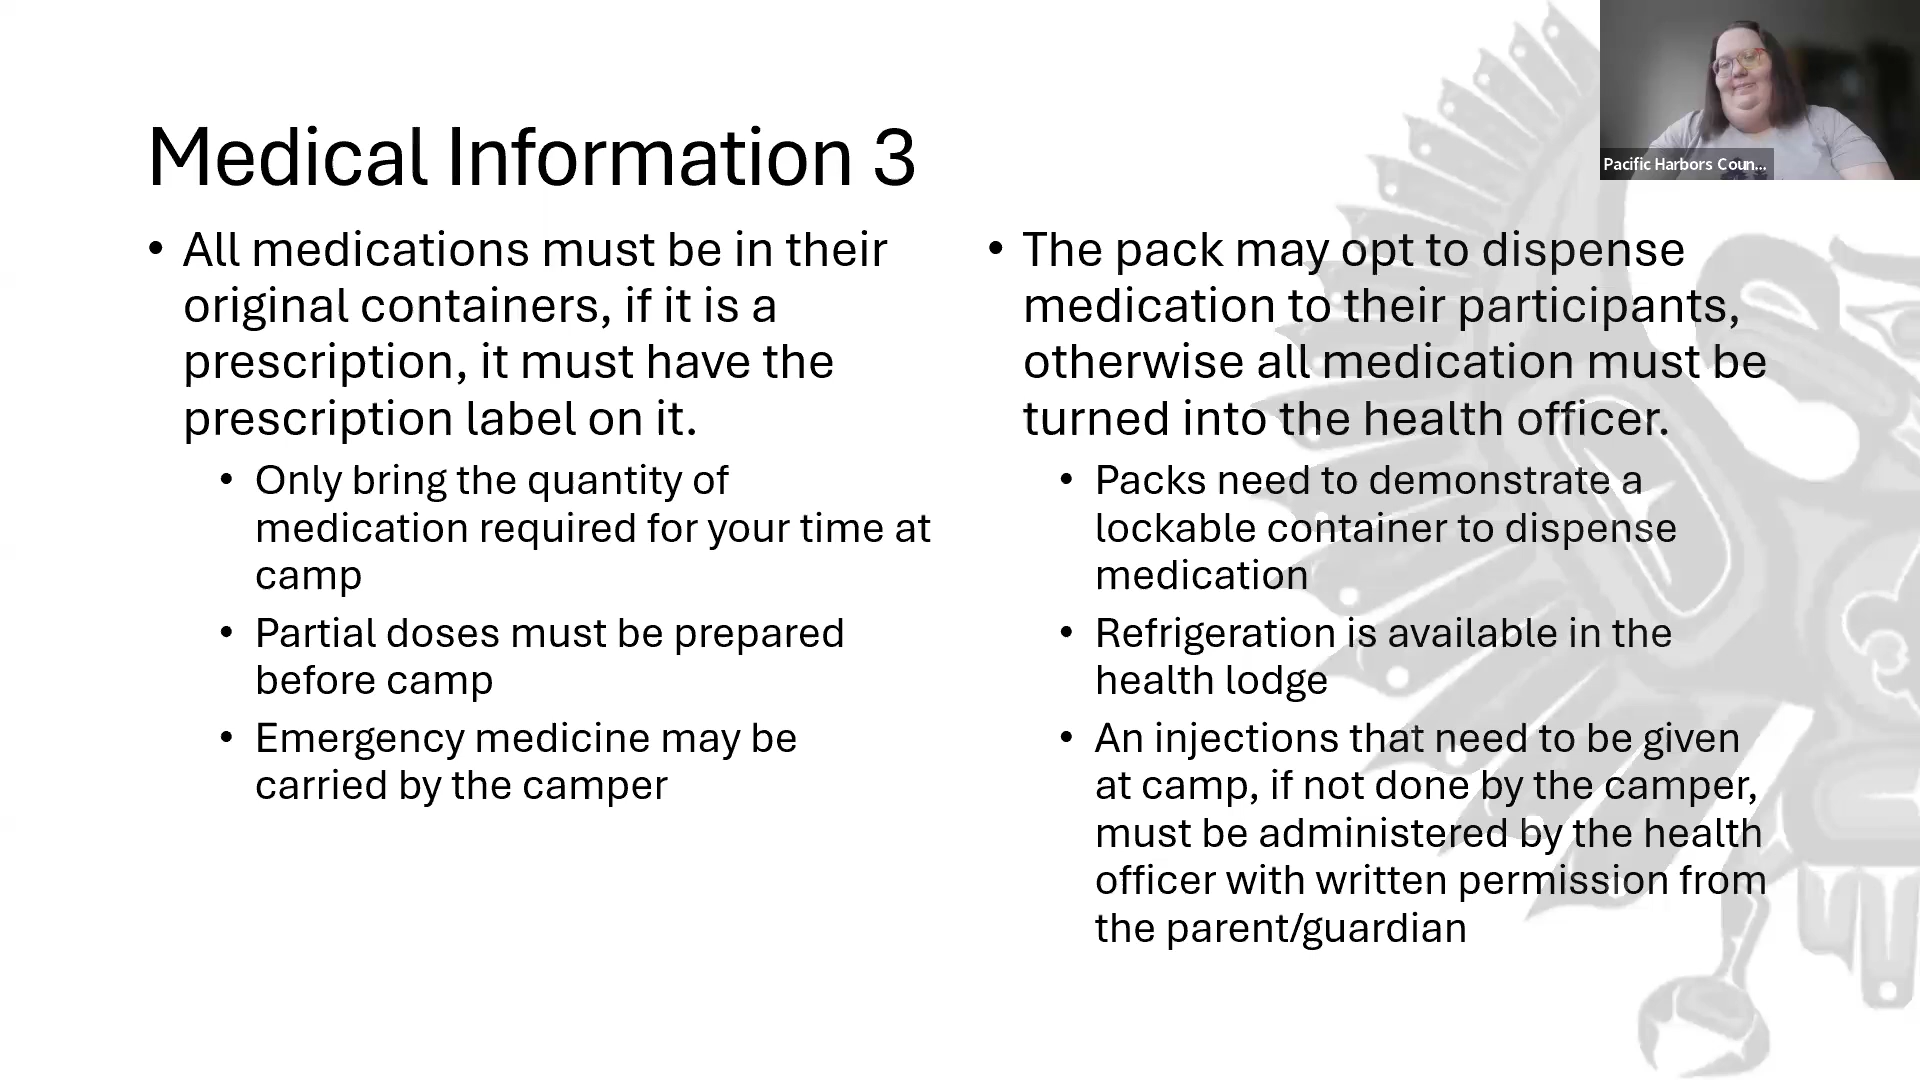 Medical Information 3
• All medications must be in their
original containers, if it is a
prescription, it must have the
prescription label on it.
• Only bring the quantity of
medication required for your time at
camp
• Partial doses must be prepared
before camp
• Emergency medicine may be
carried by the camper
• The pack may opt to dispense
medication to their participants,
otherwise all medication must be
turned into the health officer.
• Packs need to demonstrate a
lockable container to dispense
medication
• Refrigeration is available in the
health lodge
• An injections that need to be given
at camp, if not done by the camper,
must be administered by the health
officer with written permission from
the parent/guardian
Pacific Harbors Coun...